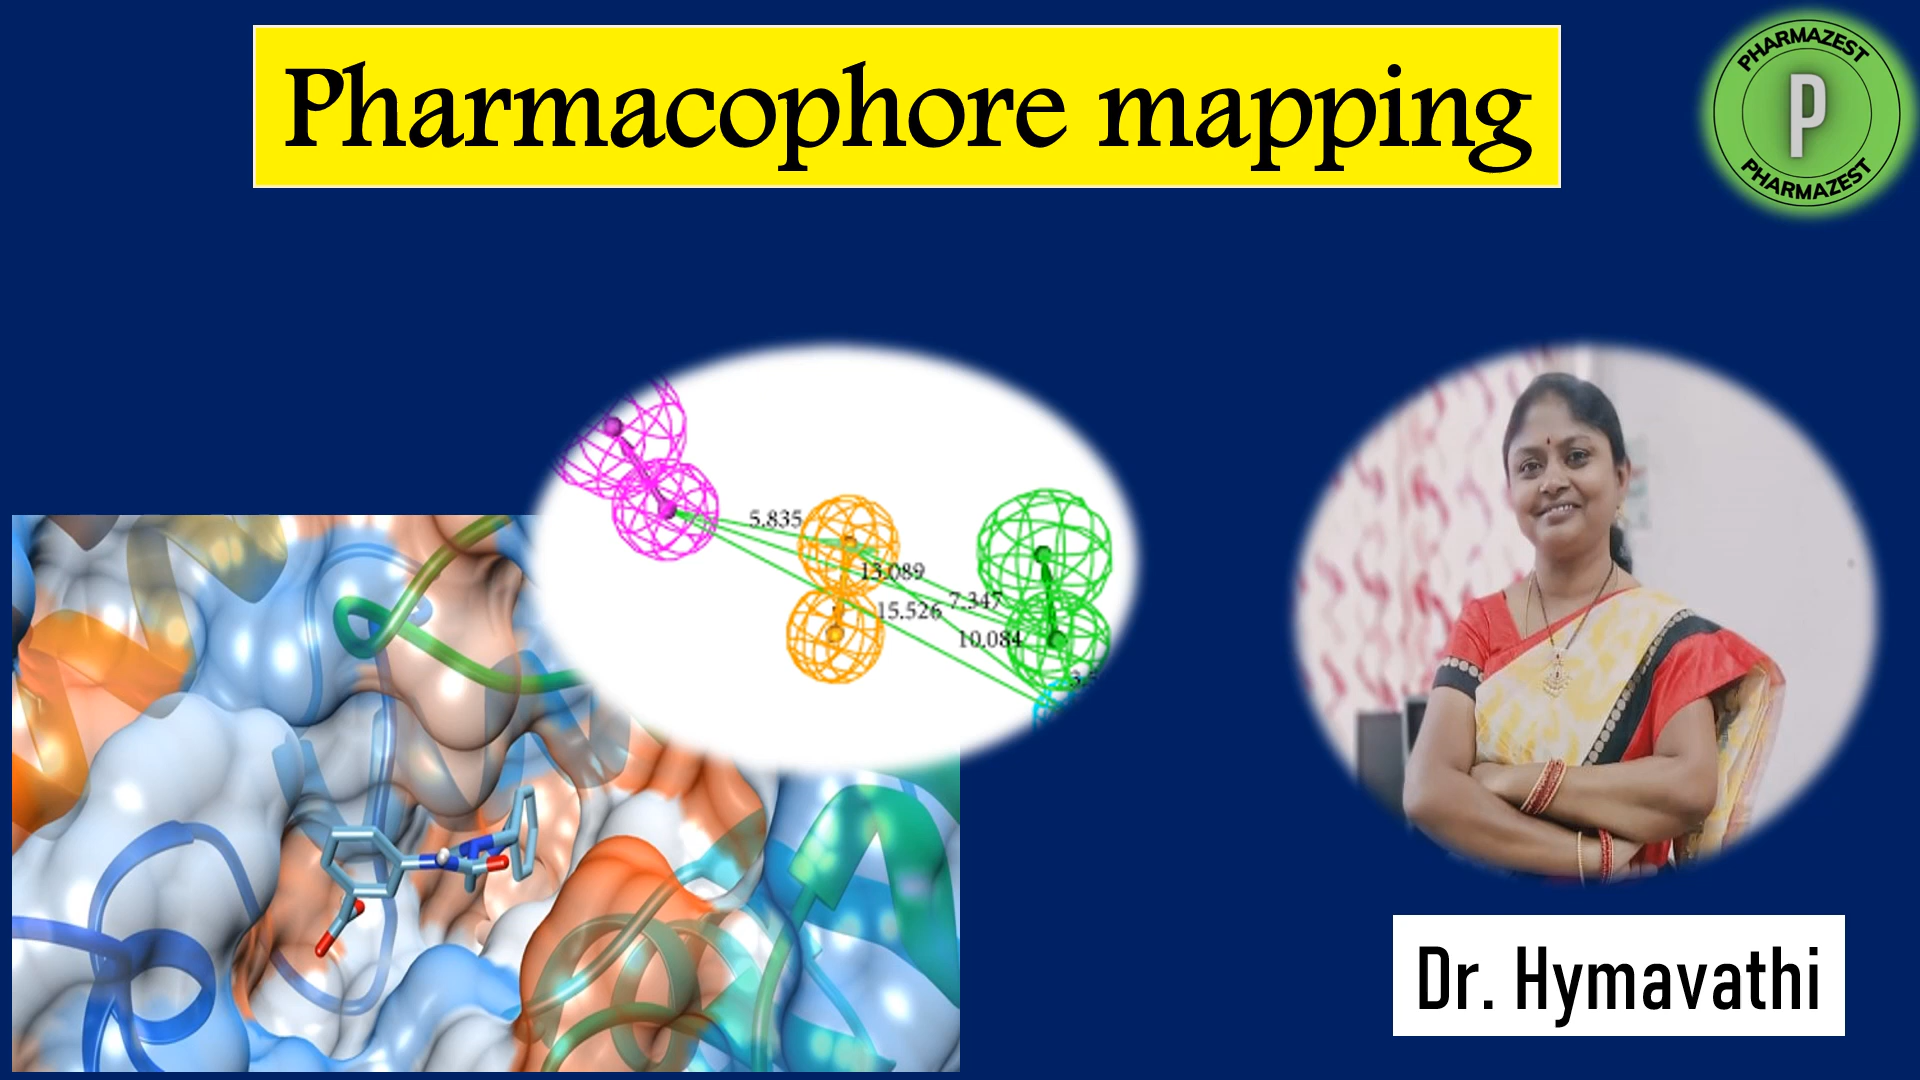 Pharmacophore mapping
PHARMAZEST
P
PHARMAZEST
5.835
13.089
7.347
15.526
10.084
Dr. Hymavathi